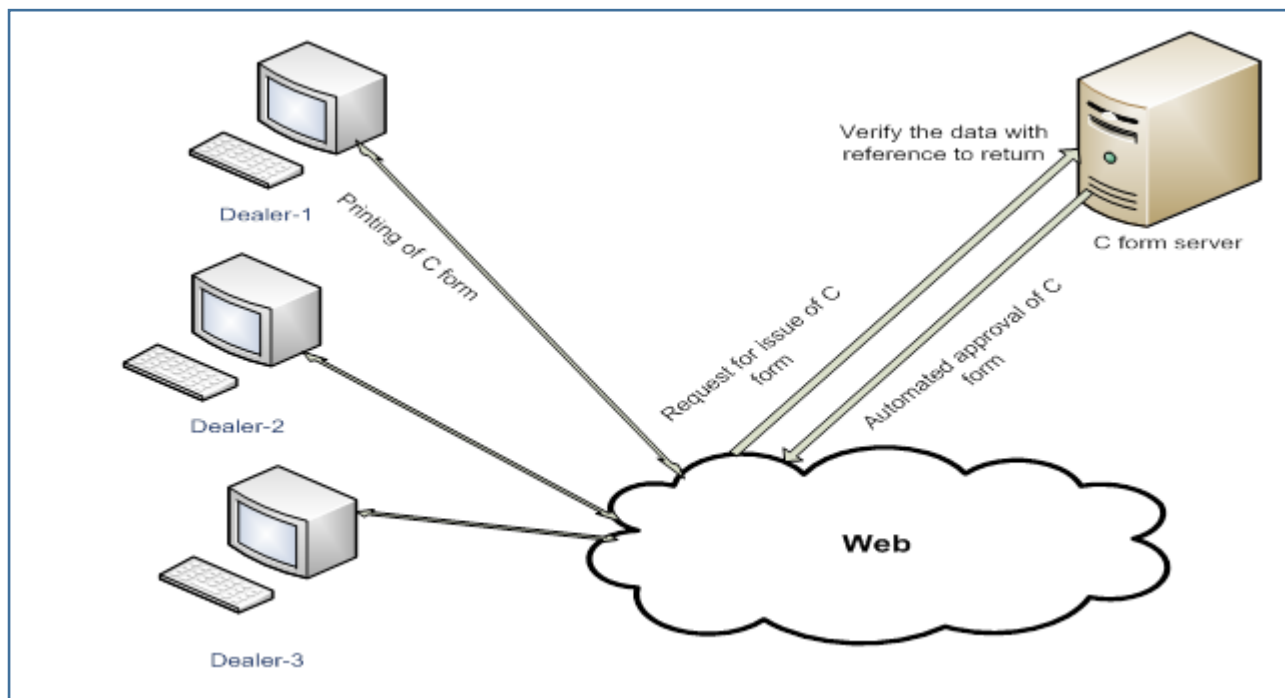 Verify the data with
reference to return
C form server
Dealer-1
Printing of C form
Request for issue of C
form
Automated approval of C
form
Dealer-2
Web
Dealer-3